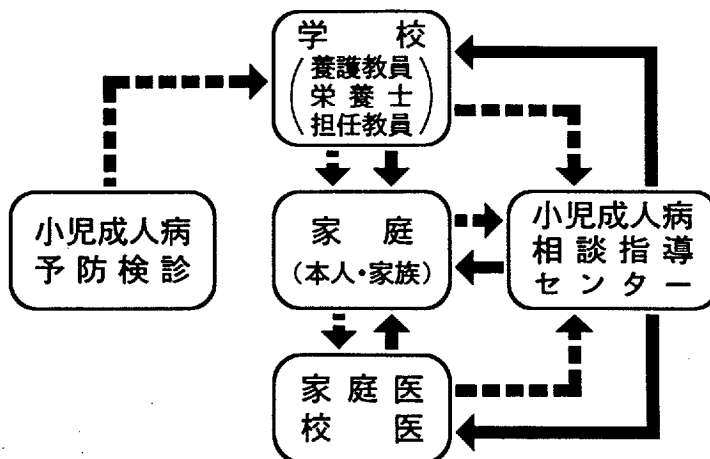 学校
(養護教員
栄養士
担任教員)
小児成人病
予防検診
家庭
(本人・家族)
小児成人病
相談指導
センター
家庭医
校医